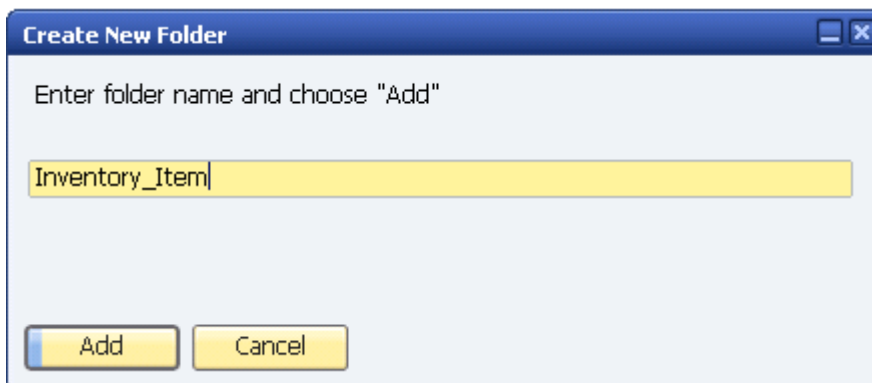 Create New Folder
Enter folder name and choose "Add"
Inventory_Item
Add Cancel